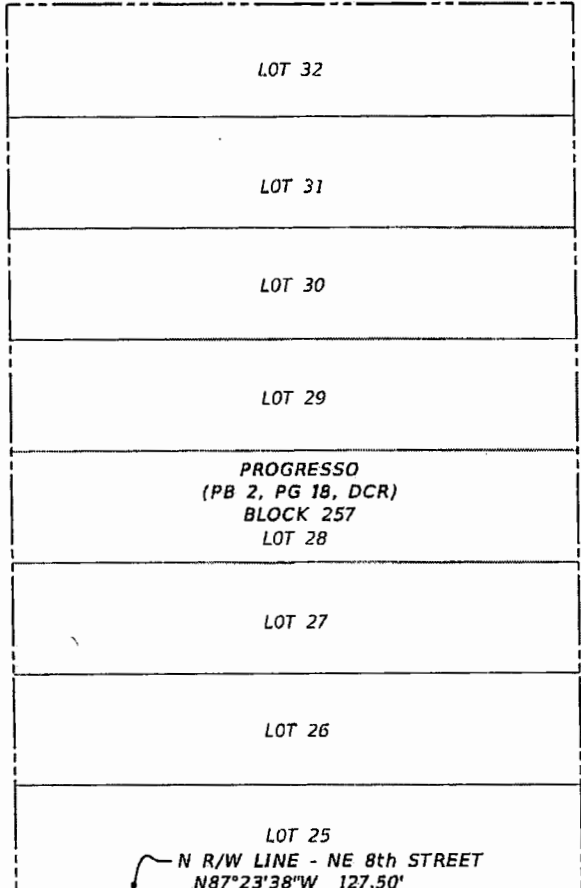 LOT 32
LOT 31
LOT 30
LOT 29
PROGRESSO
(PB 2, PG 18, DCR)
BLOCK 257
LOT 28
LOT 27
LOT 26
LOT 25
N R/W LINE - NE 8th STREET
N87°23'38"W 127.50'